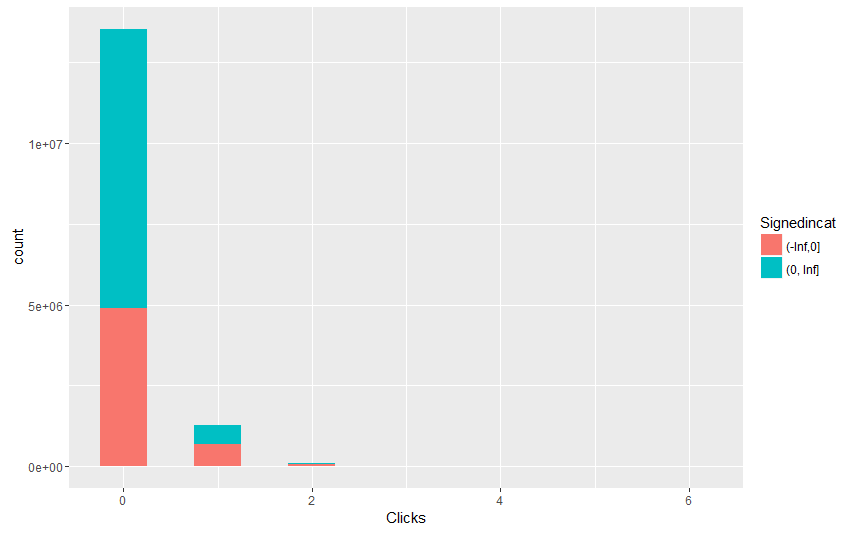 1e+07
5e+06
0e+00
count
0
2
4
6
Clicks
Signedincat
(-Inf,0]
(0, Inf]